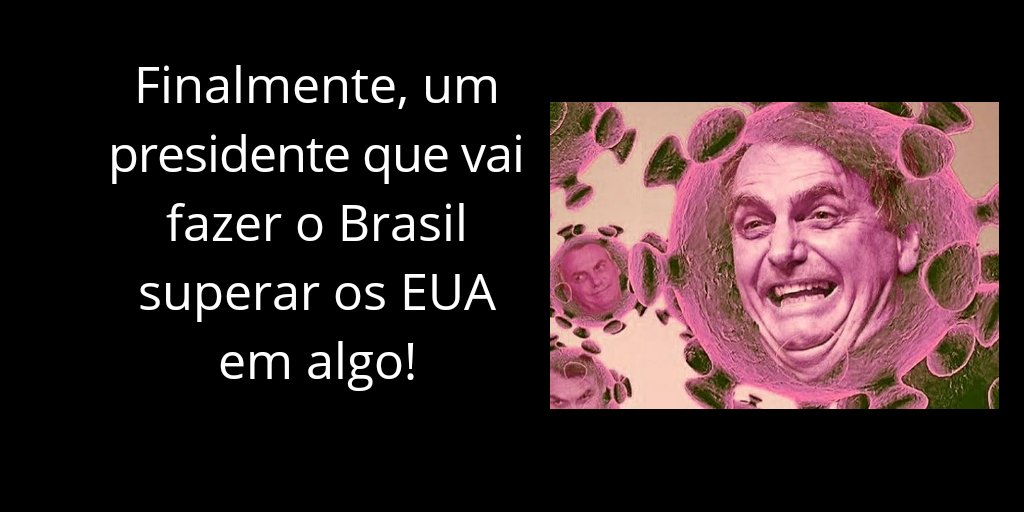 Finalmente, um
presidente que vai
fazer o Brasil
superar os EUA
em algo!